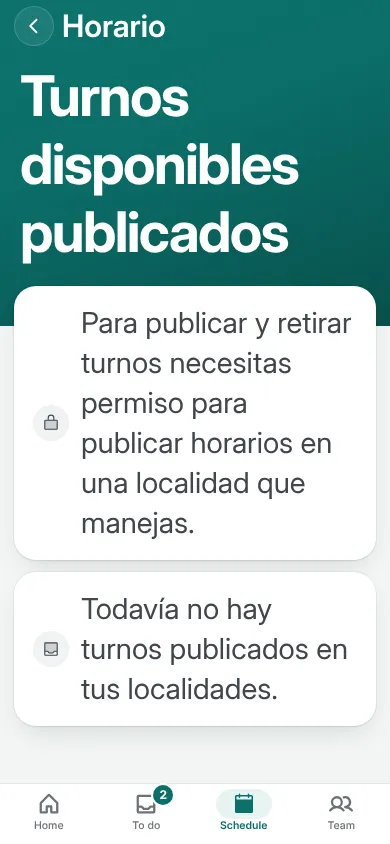 Horario
Turnos
disponibles
publicados
Para publicar y retirar
turnos necesitas
permiso para
publicar horarios en
una localidad que
manejas.
Todavía no hay
turnos publicados en
tus localidades.
2
Home
To do
Schedule
Team